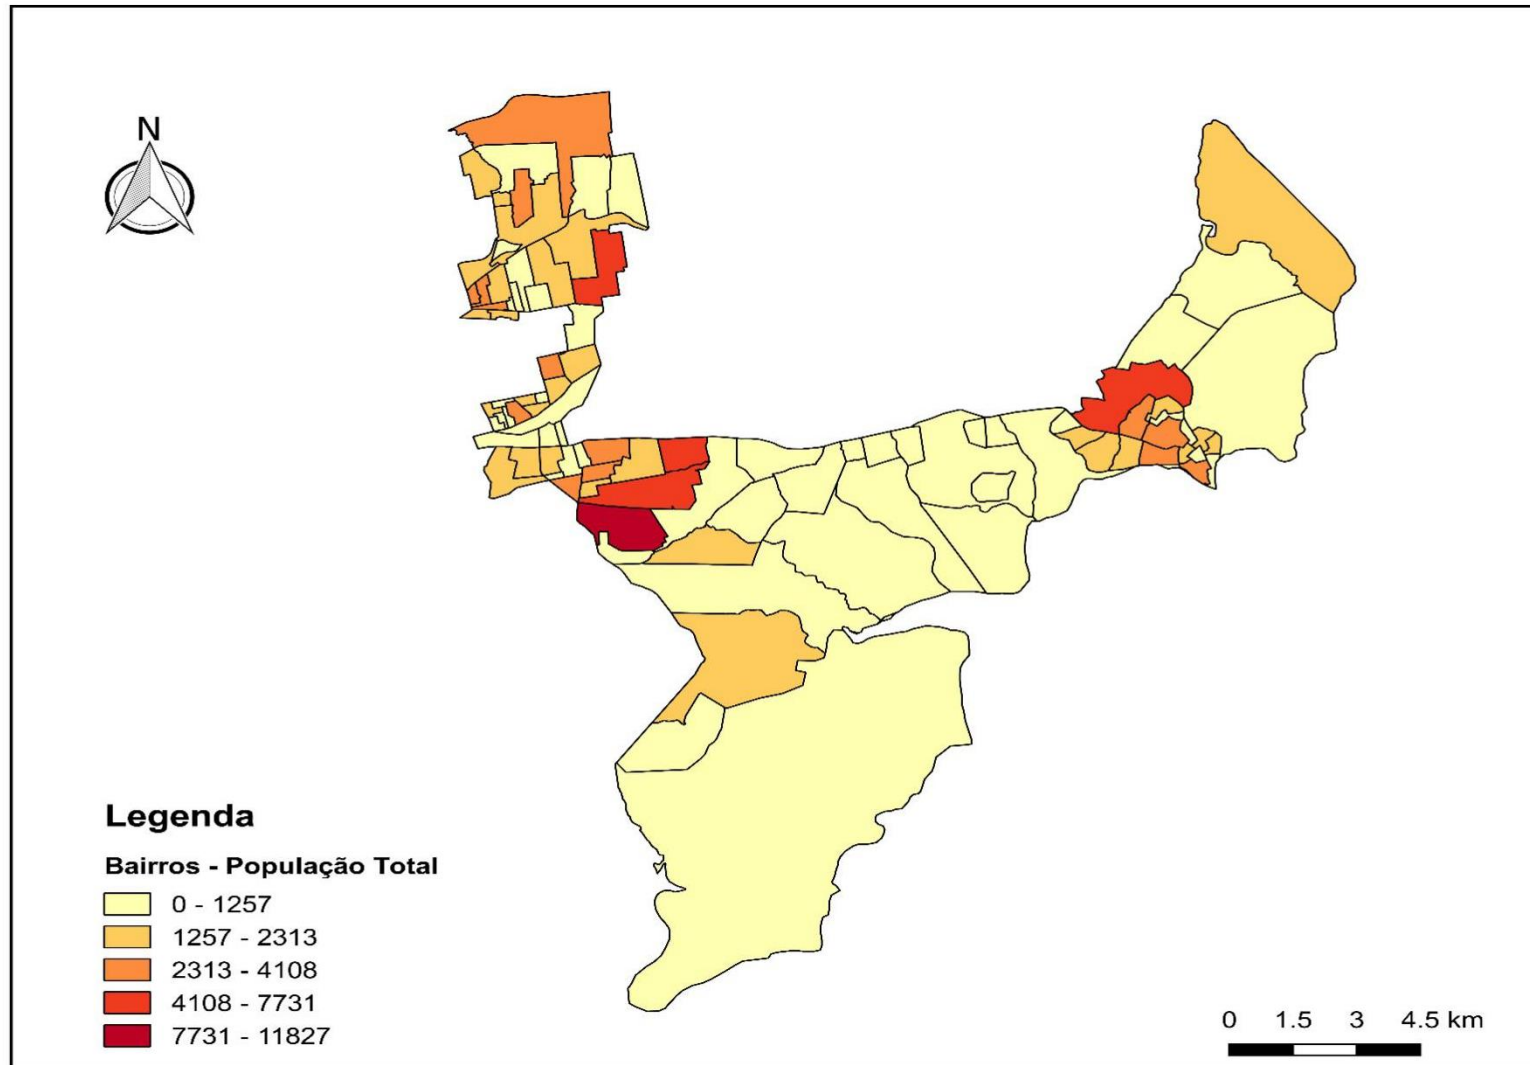 N
Legenda
Bairros - População Total
0 - 1257
1257 - 2313
2313 - 4108
4108 - 7731
7731 - 11827
0 1.5 3 4.5 km